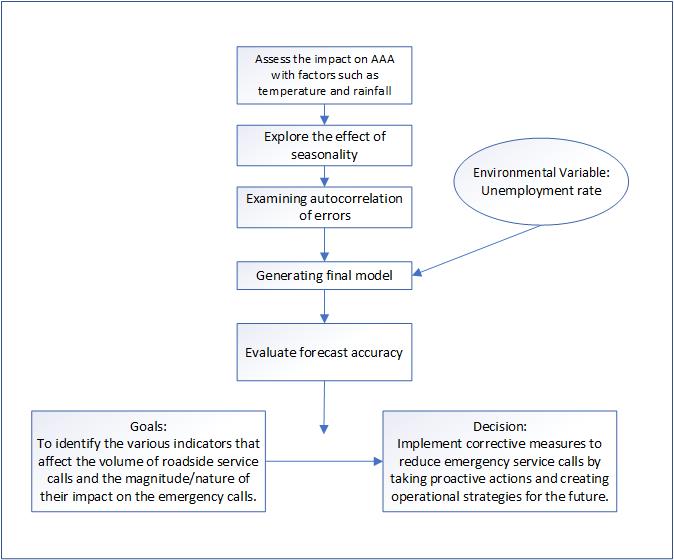 Assess the impact on AAA
with factors such as
temperature and rainfall
Explore the effect of
seasonality
Environmental Variable:
Unemployment rate
Examining autocorrelation
of errors
Generating final model
Evaluate forecast accuracy
Goals:
To identify the various indicators that
affect the volume of roadside service
calls and the magnitude/nature of
their impact on the emergency calls.
Decision:
Implement corrective measures to
reduce emergency service calls by
taking proactive actions and creating
operational strategies for the future.